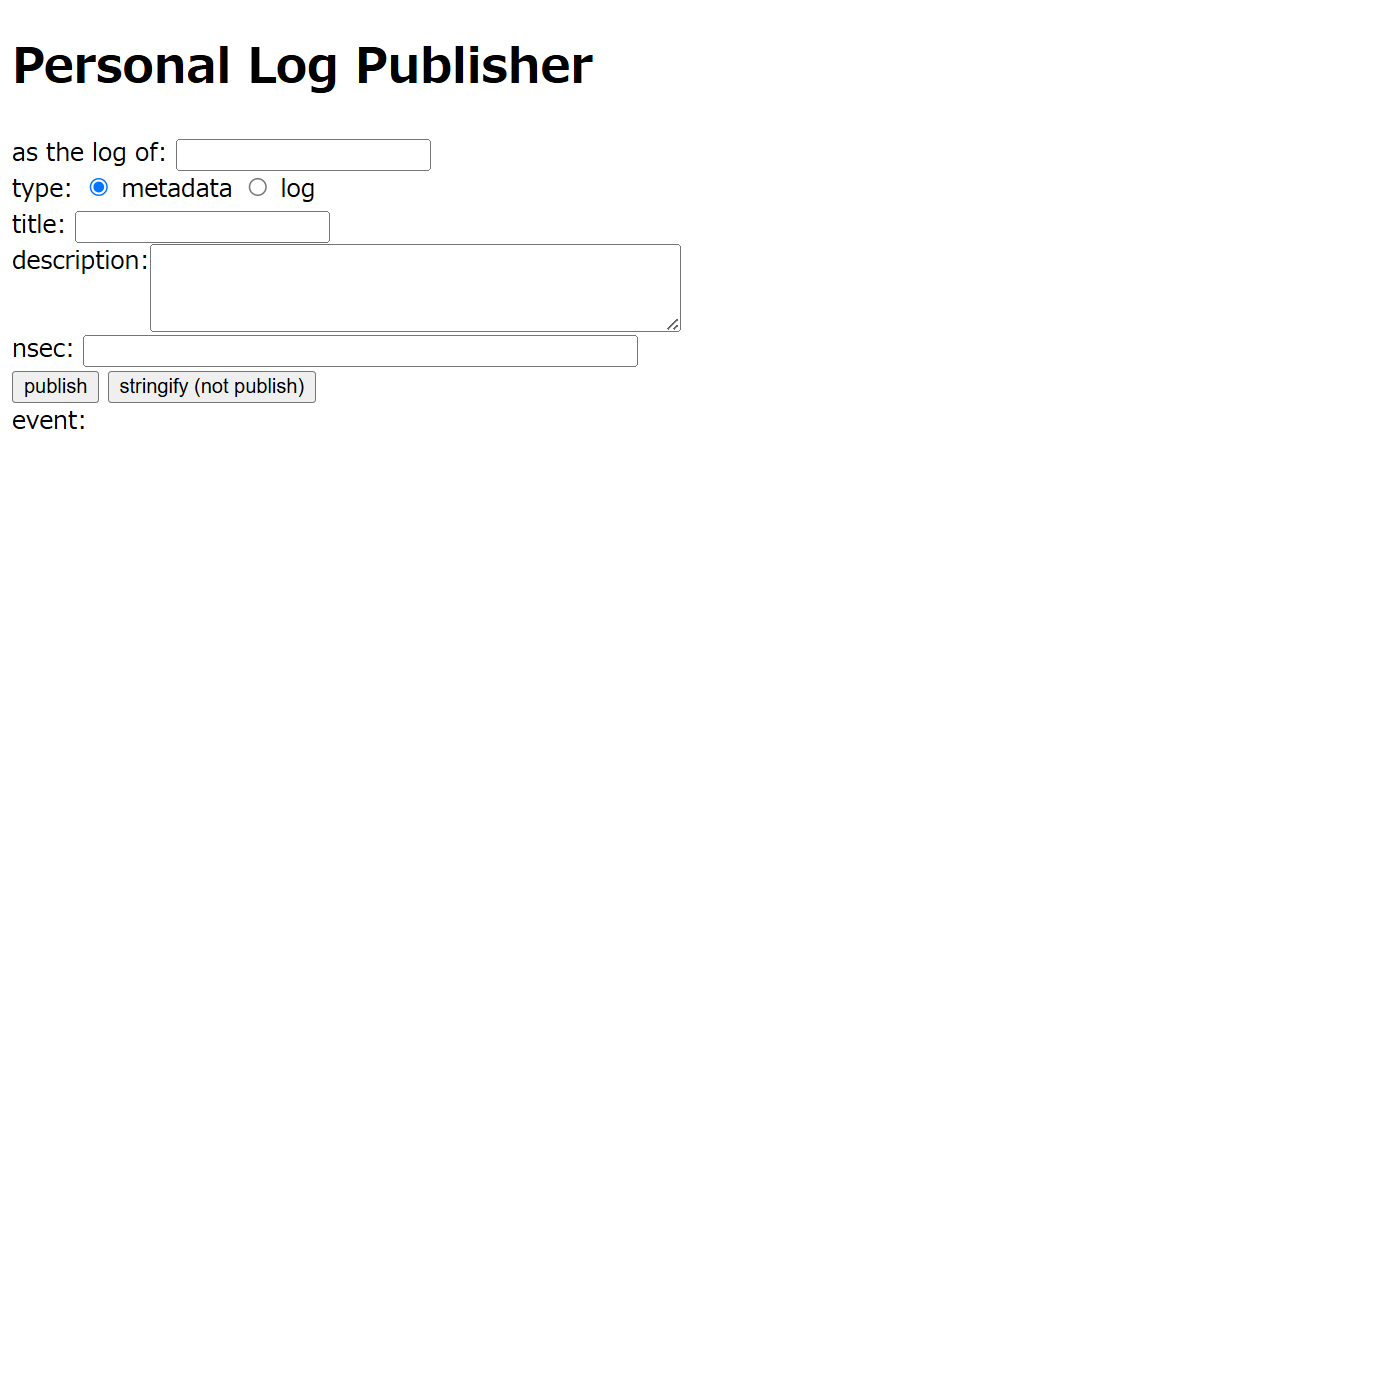 Personal Log Publisher
as the log of:
type: metadata log
title:
description:
nsec:
publish stringify (not publish)
event: